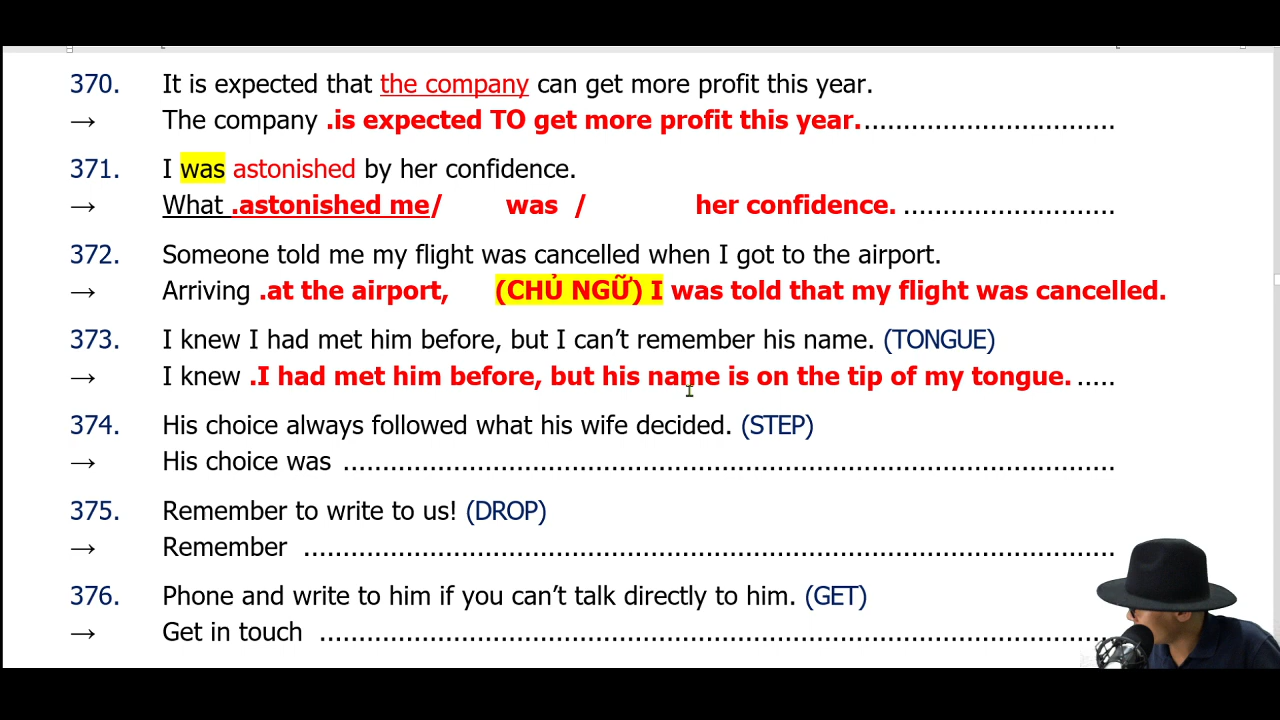 370. It is expected that the company can get more profit this year.
→ The company .is expected TO get more profit this year...................................
371. I was astonished by her confidence.
→ What .astonished me/ was / her confidence. ...........................
372. Someone told me my flight was cancelled when I got to the airport.
→ Arriving .at the airport, (CHỦ NGỮ) I was told that my flight was cancelled.
373. I knew I had met him before, but I can’t remember his name. (TONGUE)
→ I knew .I had met him before, but his name is on the tip of my tongue. .....
374. His choice always followed what his wife decided. (STEP)
→ His choice was ....................................................................................................
375. Remember to write to us! (DROP)
→ Remember .........................................................................................................
376. Phone and write to him if you can’t talk directly to him. (GET)
→ Get in touch .......................................................................................................